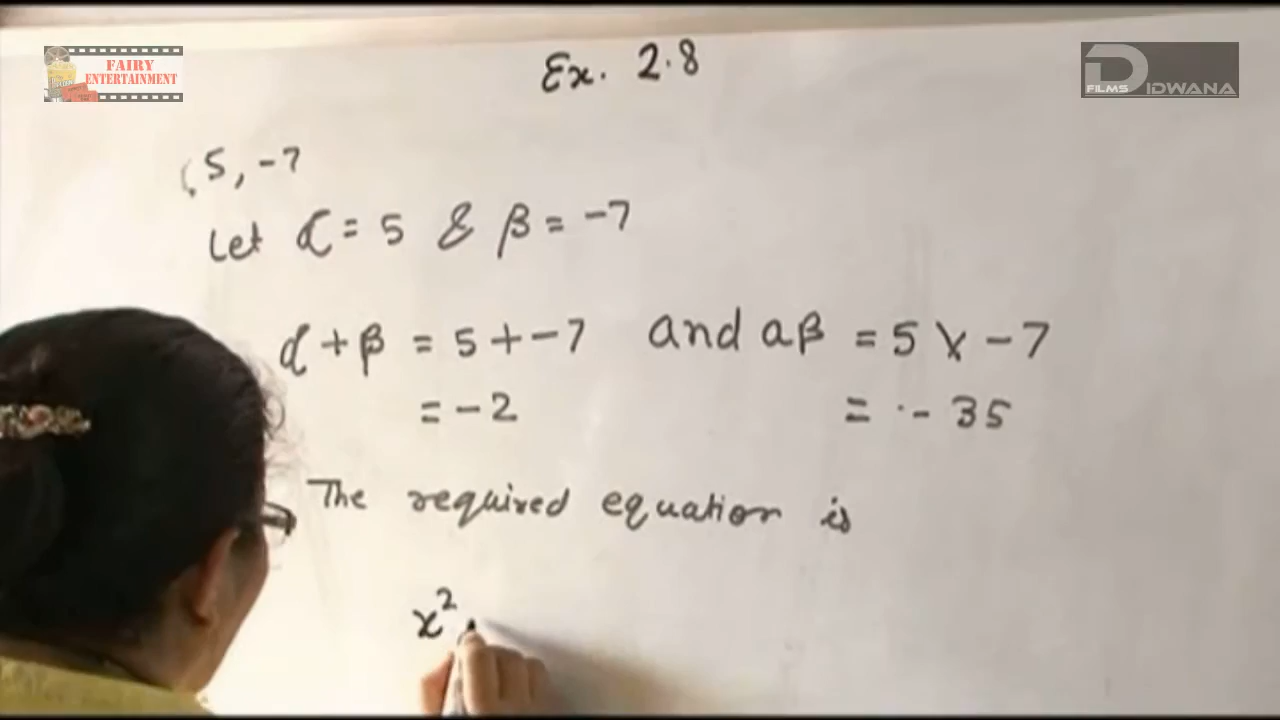 FAIRY
ENTERTAINMENT
FILMS DIDWANA
Ex. 2.8
(5, -7
Let α = 5 & β = -7
α + β = 5 + -7 and aβ = 5 x -7
= -2 = - 35
The required equation is
x²